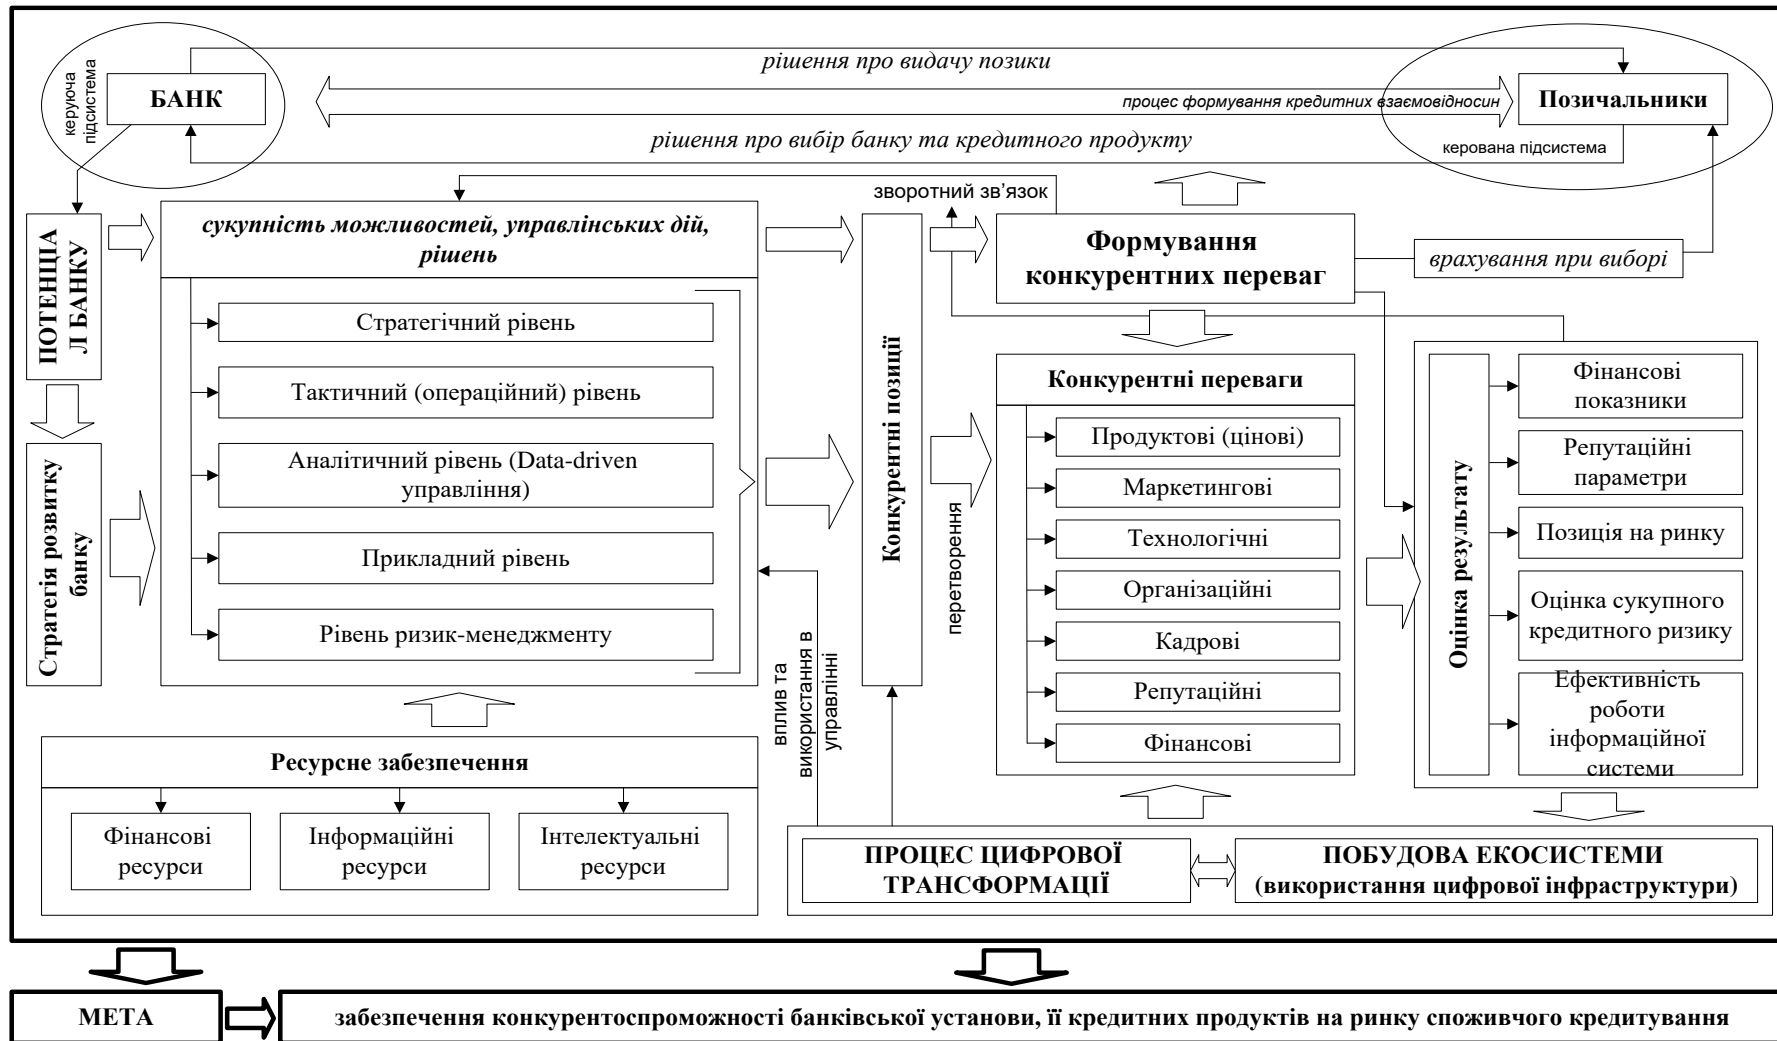 рішення про видачу позики
керуюча
підсистема
БАНК
процес формування кредитних взаємовідносин
Позичальники
рішення про вибір банку та кредитного продукту
керована підсистема
зворотний зв’язок
ПОТЕНЦІА
Л БАНКУ
сукупність можливостей, управлінських дій,
рішень
Стратегічний рівень
Тактичний (операційний) рівень
Аналітичний рівень (Data-driven
управління)
Прикладний рівень
Рівень ризик-менеджменту
Стратегія розвитку
банку
Конкурентні позиції
Формування
конкурентних переваг
врахування при виборі
перетворення
Конкурентні переваги
Продуктові (цінові)
Маркетингові
Технологічні
Організаційні
Кадрові
Репутаційні
Фінансові
Оцінка результату
Фінансові
показники
Репутаційні
параметри
Позиція на ринку
Оцінка сукупного
кредитного ризику
Ефективність
роботи
інформаційної
системи
вплив та
використання в
управлінні
Ресурсне забезпечення
Фінансові
ресурси
Інформаційні
ресурси
Інтелектуальні
ресурси
ПРОЦЕС ЦИФРОВОЇ
ТРАНСФОРМАЦІЇ
ПОБУДОВА ЕКОСИСТЕМИ
(використання цифрової інфраструктури)
МЕТА
забезпечення конкурентоспроможності банківської установи, її кредитних продуктів на ринку споживчого кредитування